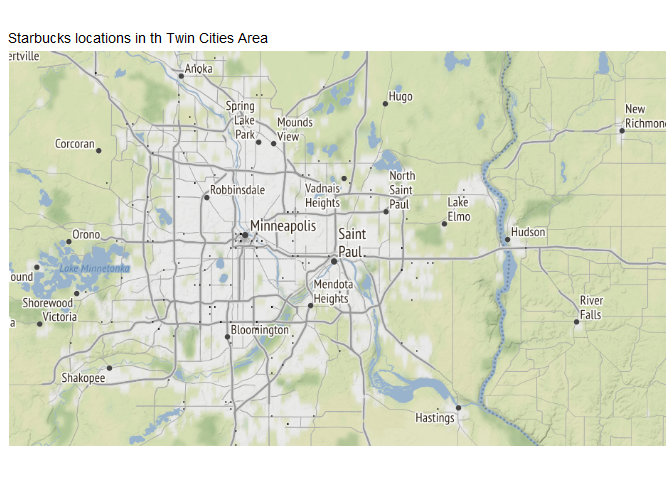 Starbucks locations in th Twin Cities Area
ertville
Anoka
Hugo
Spring
Lake
Park
Mounds
View
New
Richmond
Corcoran
North
Saint
Paul
Vadnais
Heights
Robbinsdale
Lake
Elmo
Minneapolis
Saint
Paul
Orono
Hudson
Lake Minnetonka
ound
Mendota
Heights
Shorewood
River
Falls
a
Victoria
Bloomington
Shakopee
Hastings